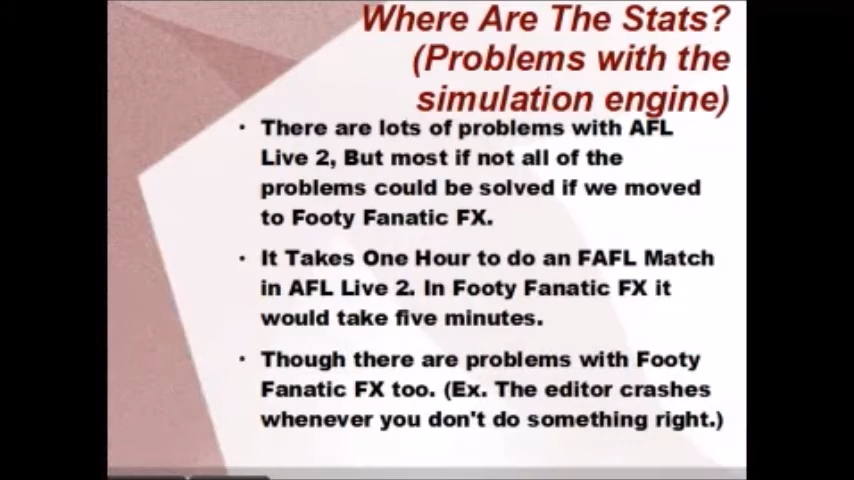 Where Are The Stats?
(Problems with the
simulation engine)
• There are lots of problems with AFL
Live 2, But most if not all of the
problems could be solved if we moved
to Footy Fanatic FX.
• It Takes One Hour to do an FAFL Match
in AFL Live 2. In Footy Fanatic FX it
would take five minutes.
• Though there are problems with Footy
Fanatic FX too. (Ex. The editor crashes
whenever you don't do something right.)